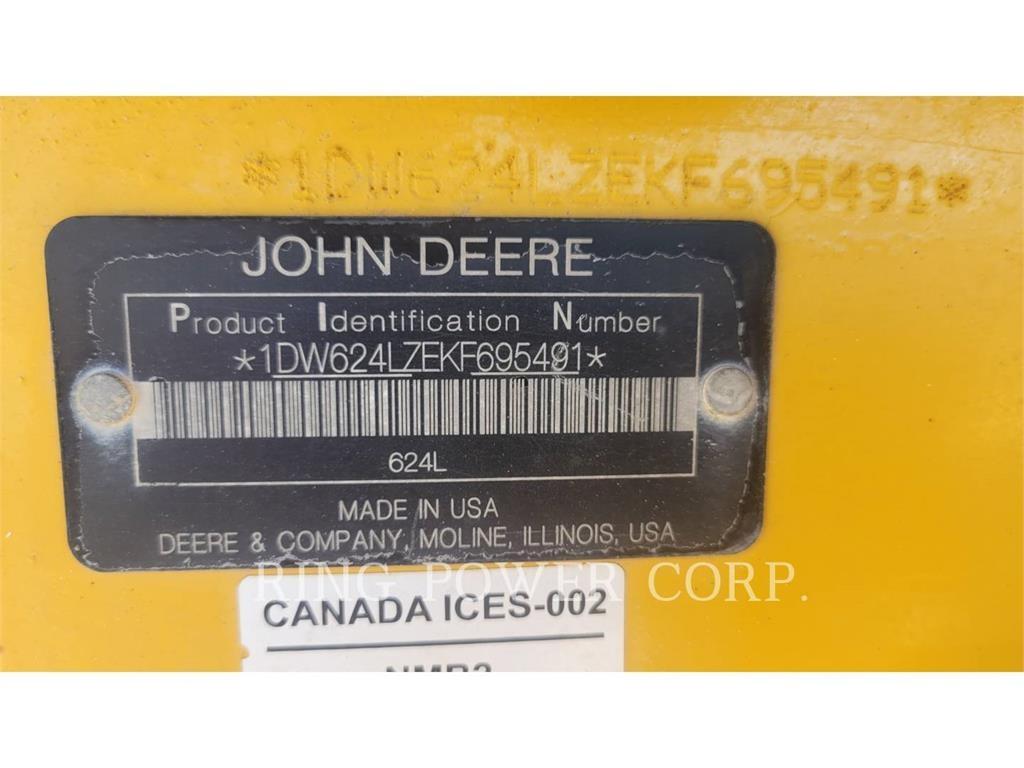 *1DW624LZEKF695491*
JOHN DEERE
Product Identification Number
*1DW624LZEKF695491*
624L
MADE IN USA
DEERE & COMPANY, MOLINE, ILLINOIS, USA
RING POWER CORP.
CANADA ICES-002